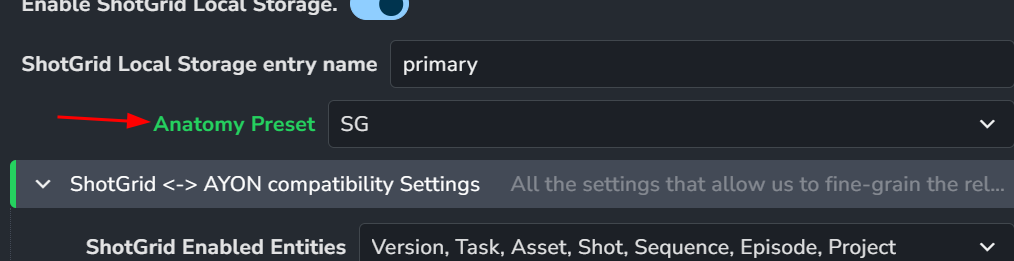 Enable ShotGrid Local Storage.
ShotGrid Local Storage entry name primary
Anatomy Preset SG
ShotGrid <-> AYON compatibility Settings All the settings that allow us to fine-grain the rel...
ShotGrid Enabled Entities Version, Task, Asset, Shot, Sequence, Episode, Project